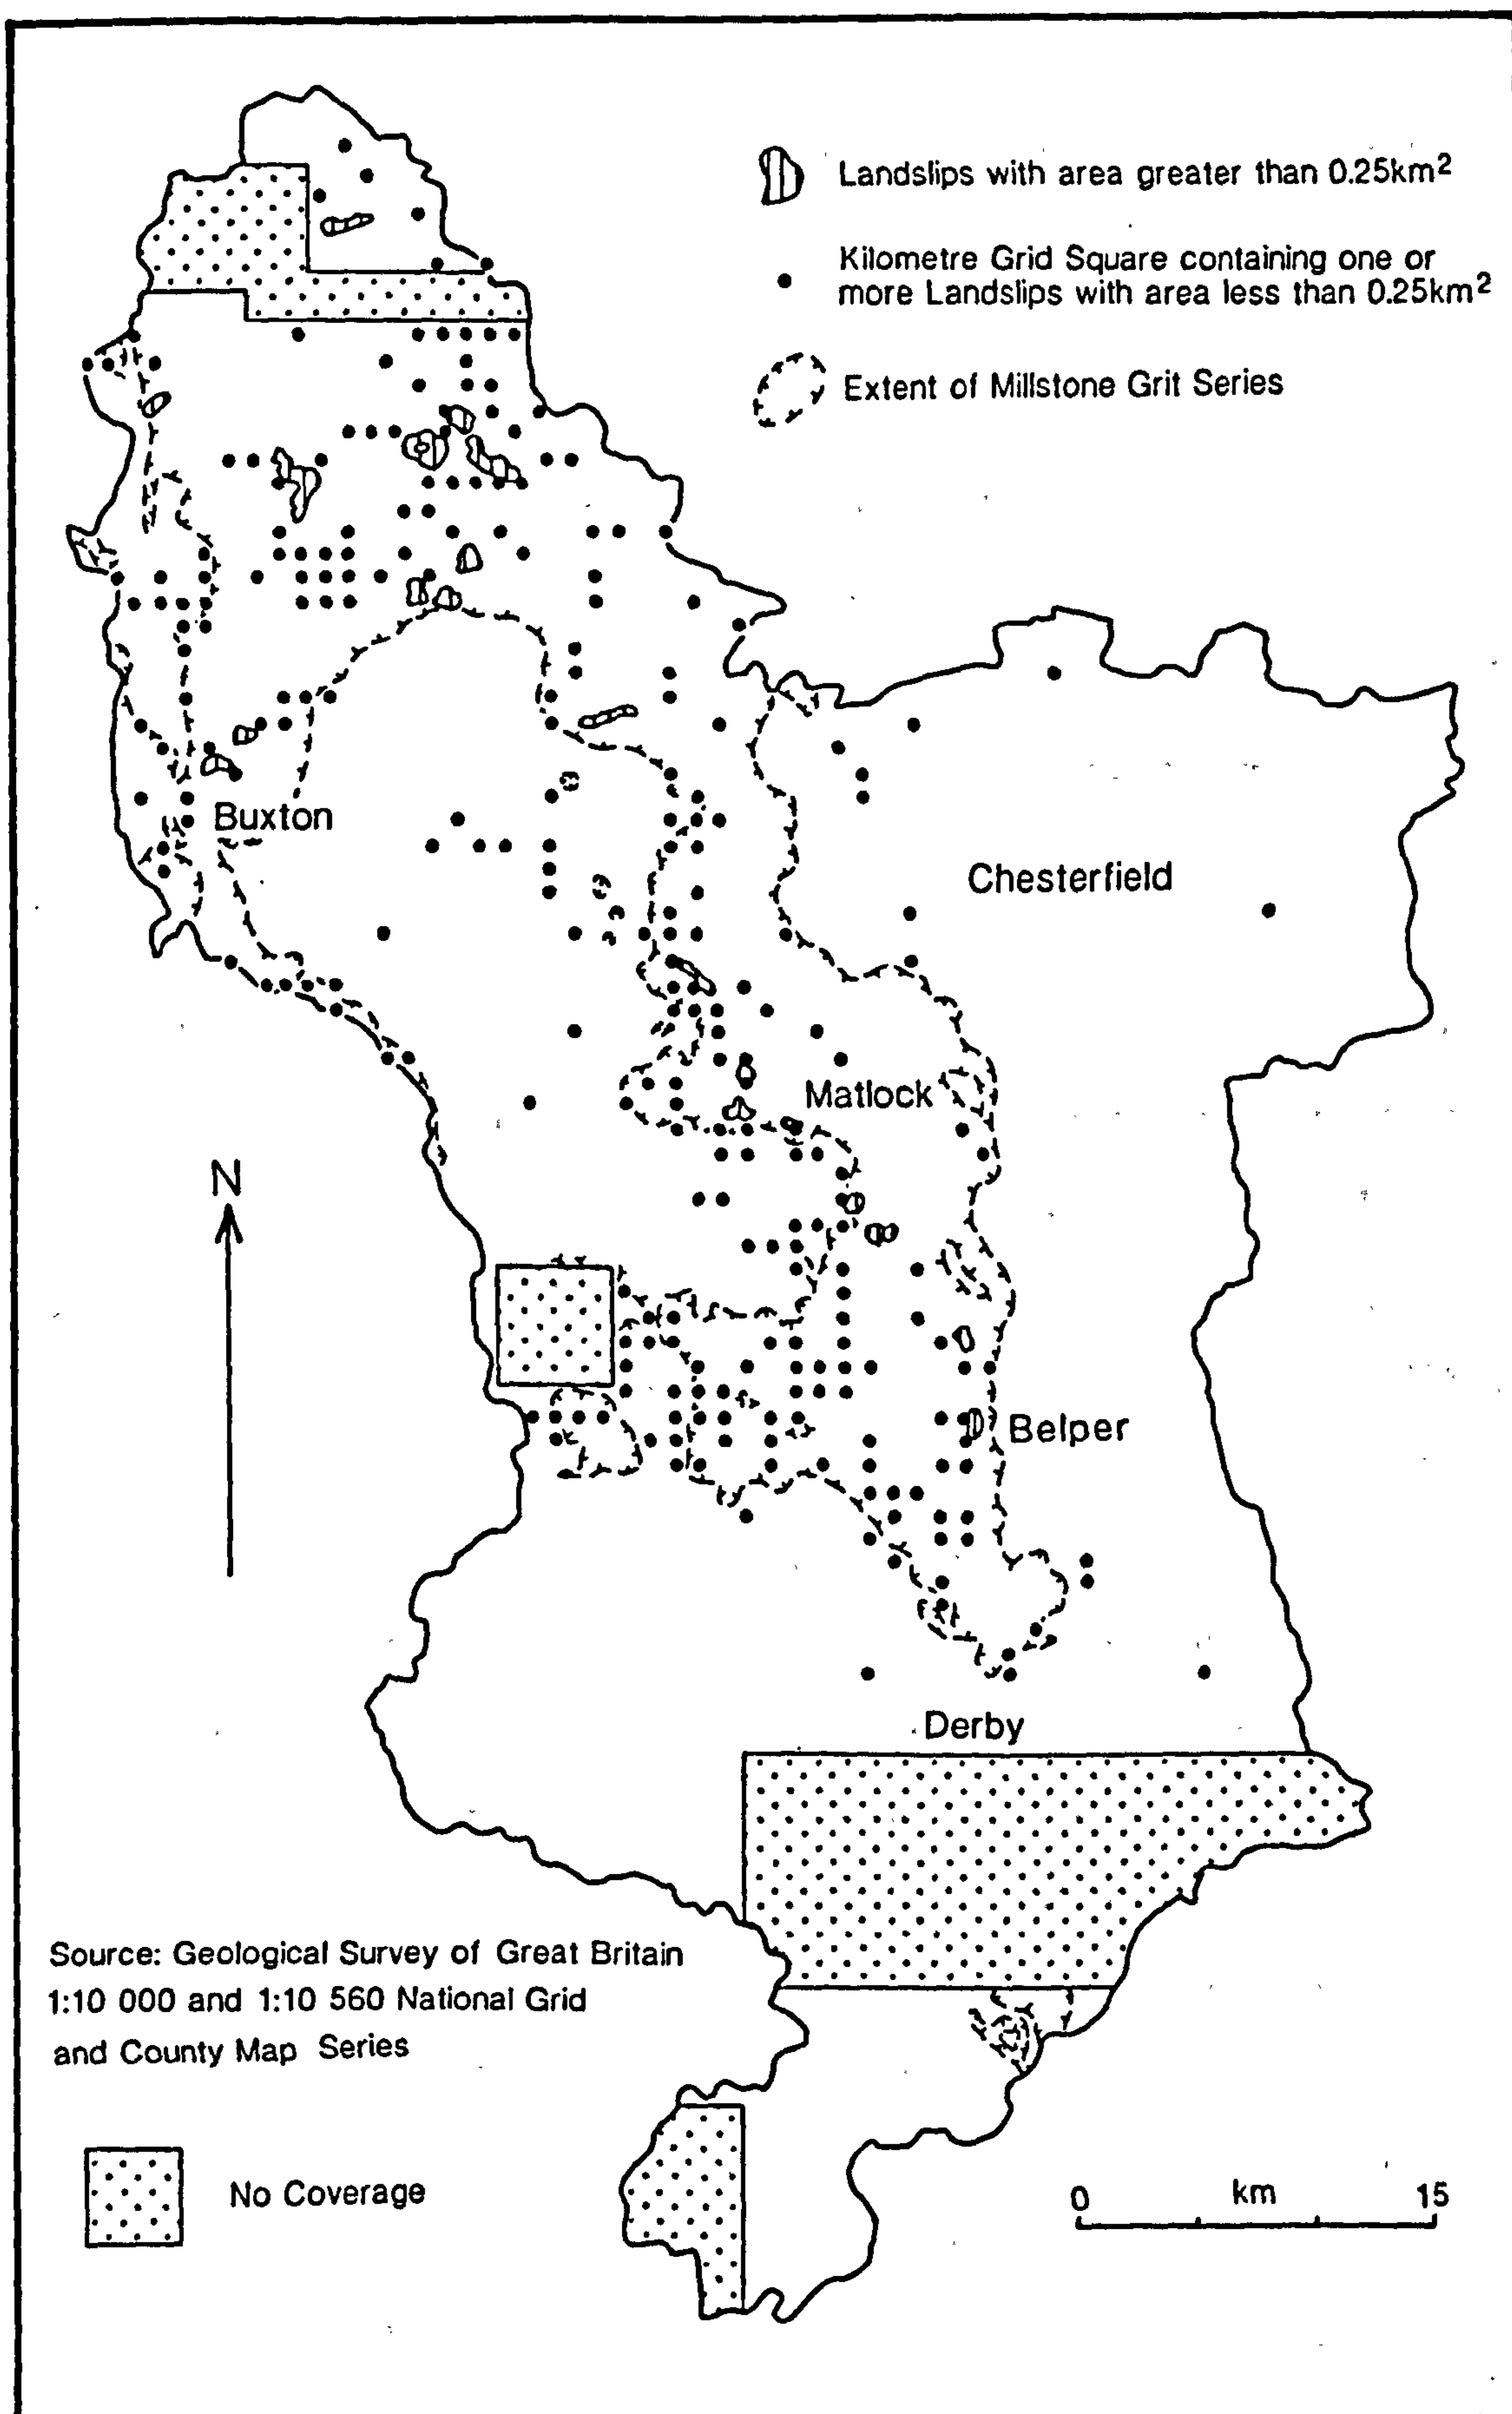 Landslips with area greater than 0.25km²
Kilometre Grid Square containing one or
more Landslips with area less than 0.25km²
Extent of Millstone Grit Series
Buxton
Chesterfield
Matlock
N
Belper
Derby
Source: Geological Survey of Great Britain
1:10 000 and 1:10 560 National Grid
and County Map Series
No Coverage
0 km 15